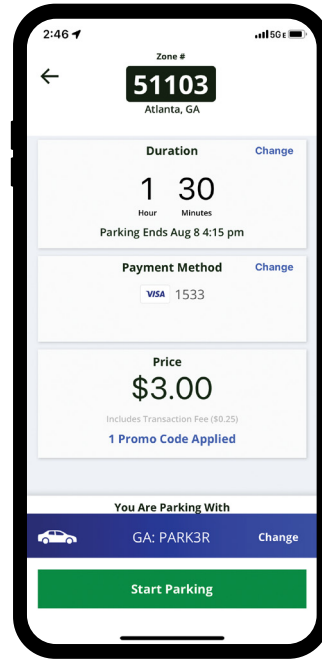 2:46 5G E
Zone #
51103
Atlanta, GA
Duration Change
1 30
Hour Minutes
Parking Ends Aug 8 4:15 pm
Payment Method Change
VISA 1533
Price
$3.00
Includes Transaction Fee ($0.25)
1 Promo Code Applied
You Are Parking With
GA: PARK3R Change
Start Parking